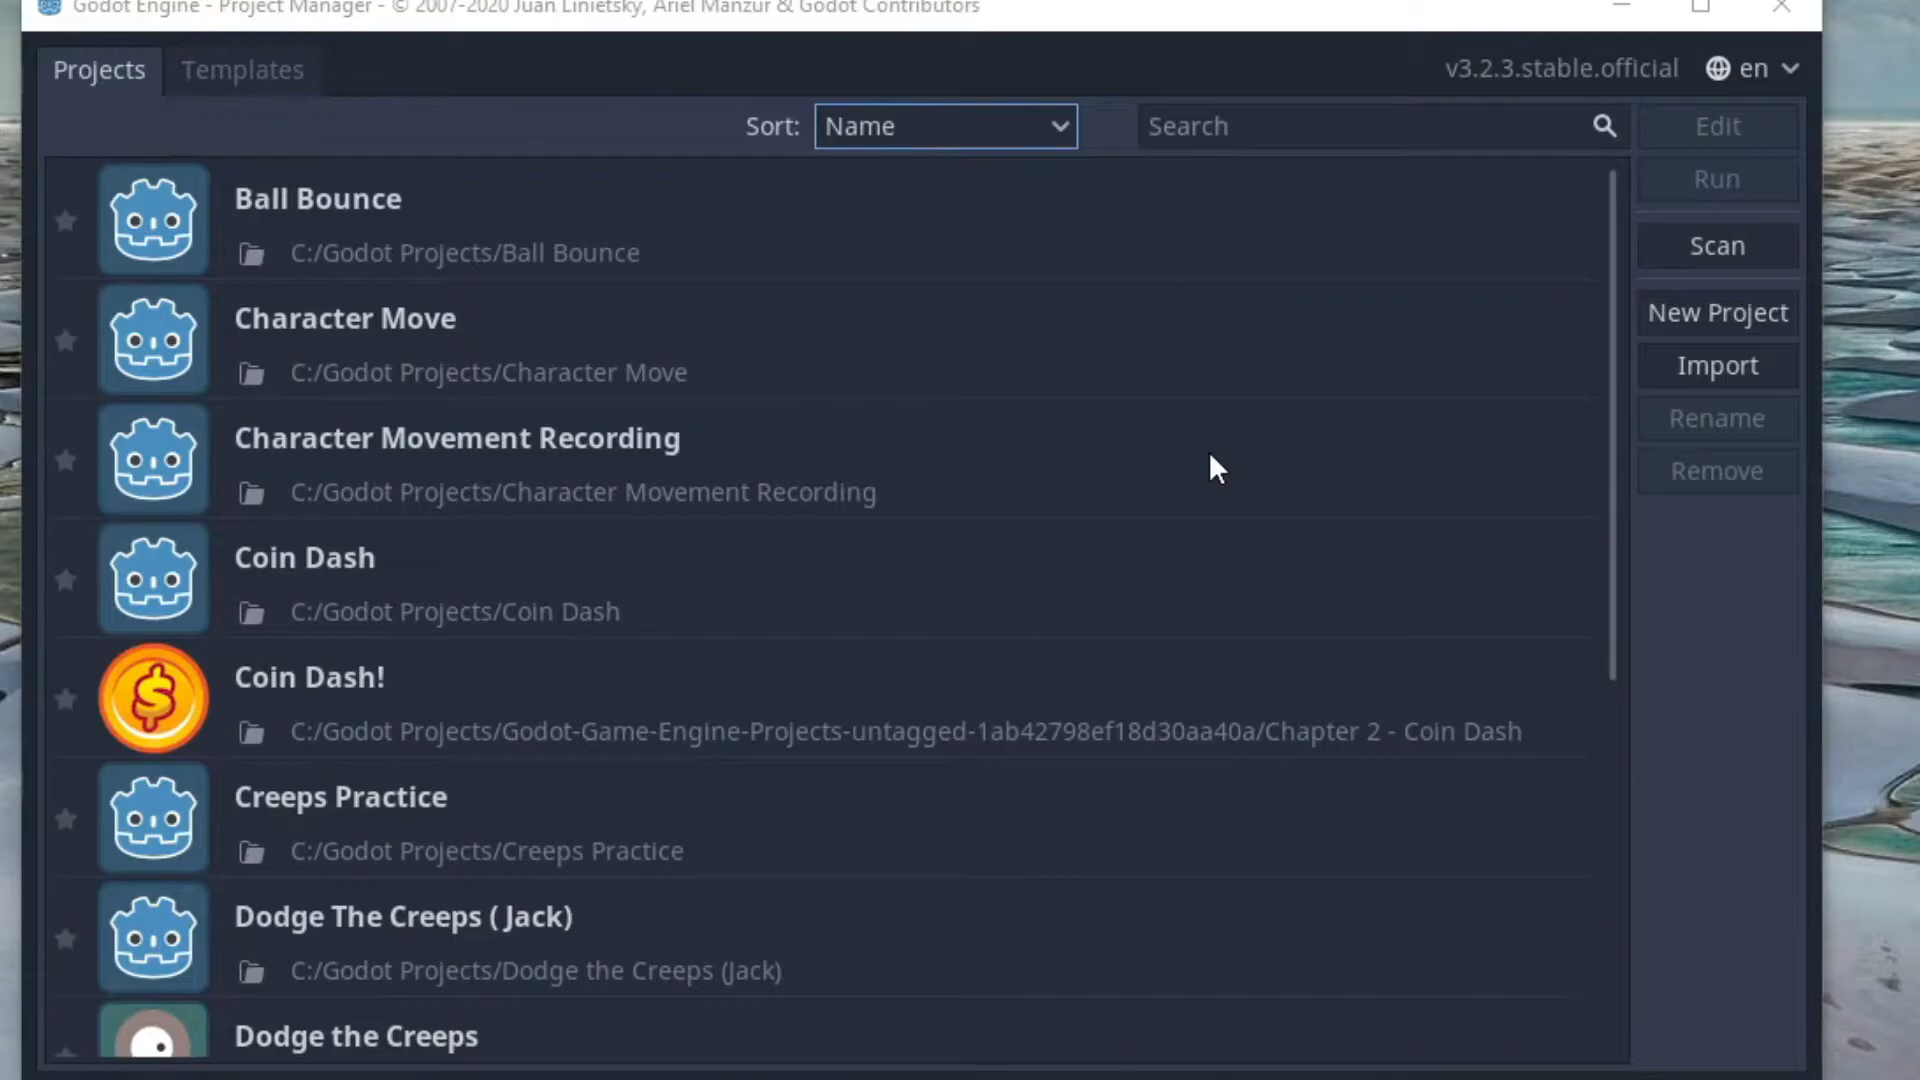 Godot Engine - Project Manager - © 2007-2020 Juan Linietsky, Ariel Manzur & Godot Contributors
Projects
Templates
v3.2.3.stable.official
en
Sort:
Name
Search
Edit
Run
Scan
New Project
Import
Rename
Remove
Ball Bounce
C:/Godot Projects/Ball Bounce
Character Move
C:/Godot Projects/Character Move
Character Movement Recording
C:/Godot Projects/Character Movement Recording
Coin Dash
C:/Godot Projects/Coin Dash
Coin Dash!
C:/Godot Projects/Godot-Game-Engine-Projects-untagged-1ab42798ef18d30aa40a/Chapter 2 - Coin Dash
Creeps Practice
C:/Godot Projects/Creeps Practice
Dodge The Creeps (Jack)
C:/Godot Projects/Dodge the Creeps (Jack)
Dodge the Creeps